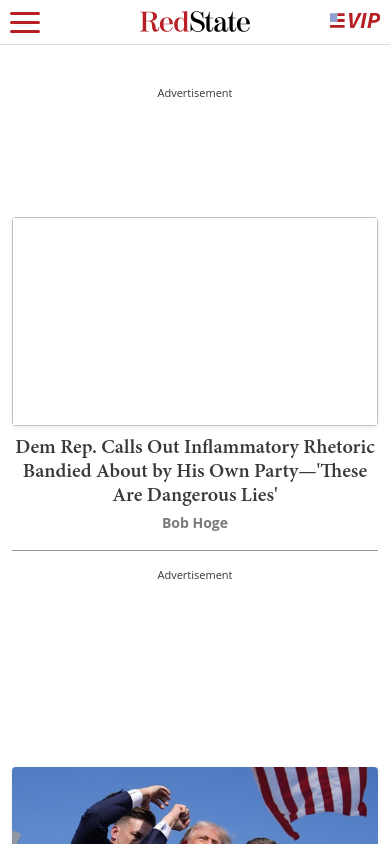 RedState
VIP
Advertisement
Dem Rep. Calls Out Inflammatory Rhetoric
Bandied About by His Own Party—'These
Are Dangerous Lies'
Bob Hoge
Advertisement